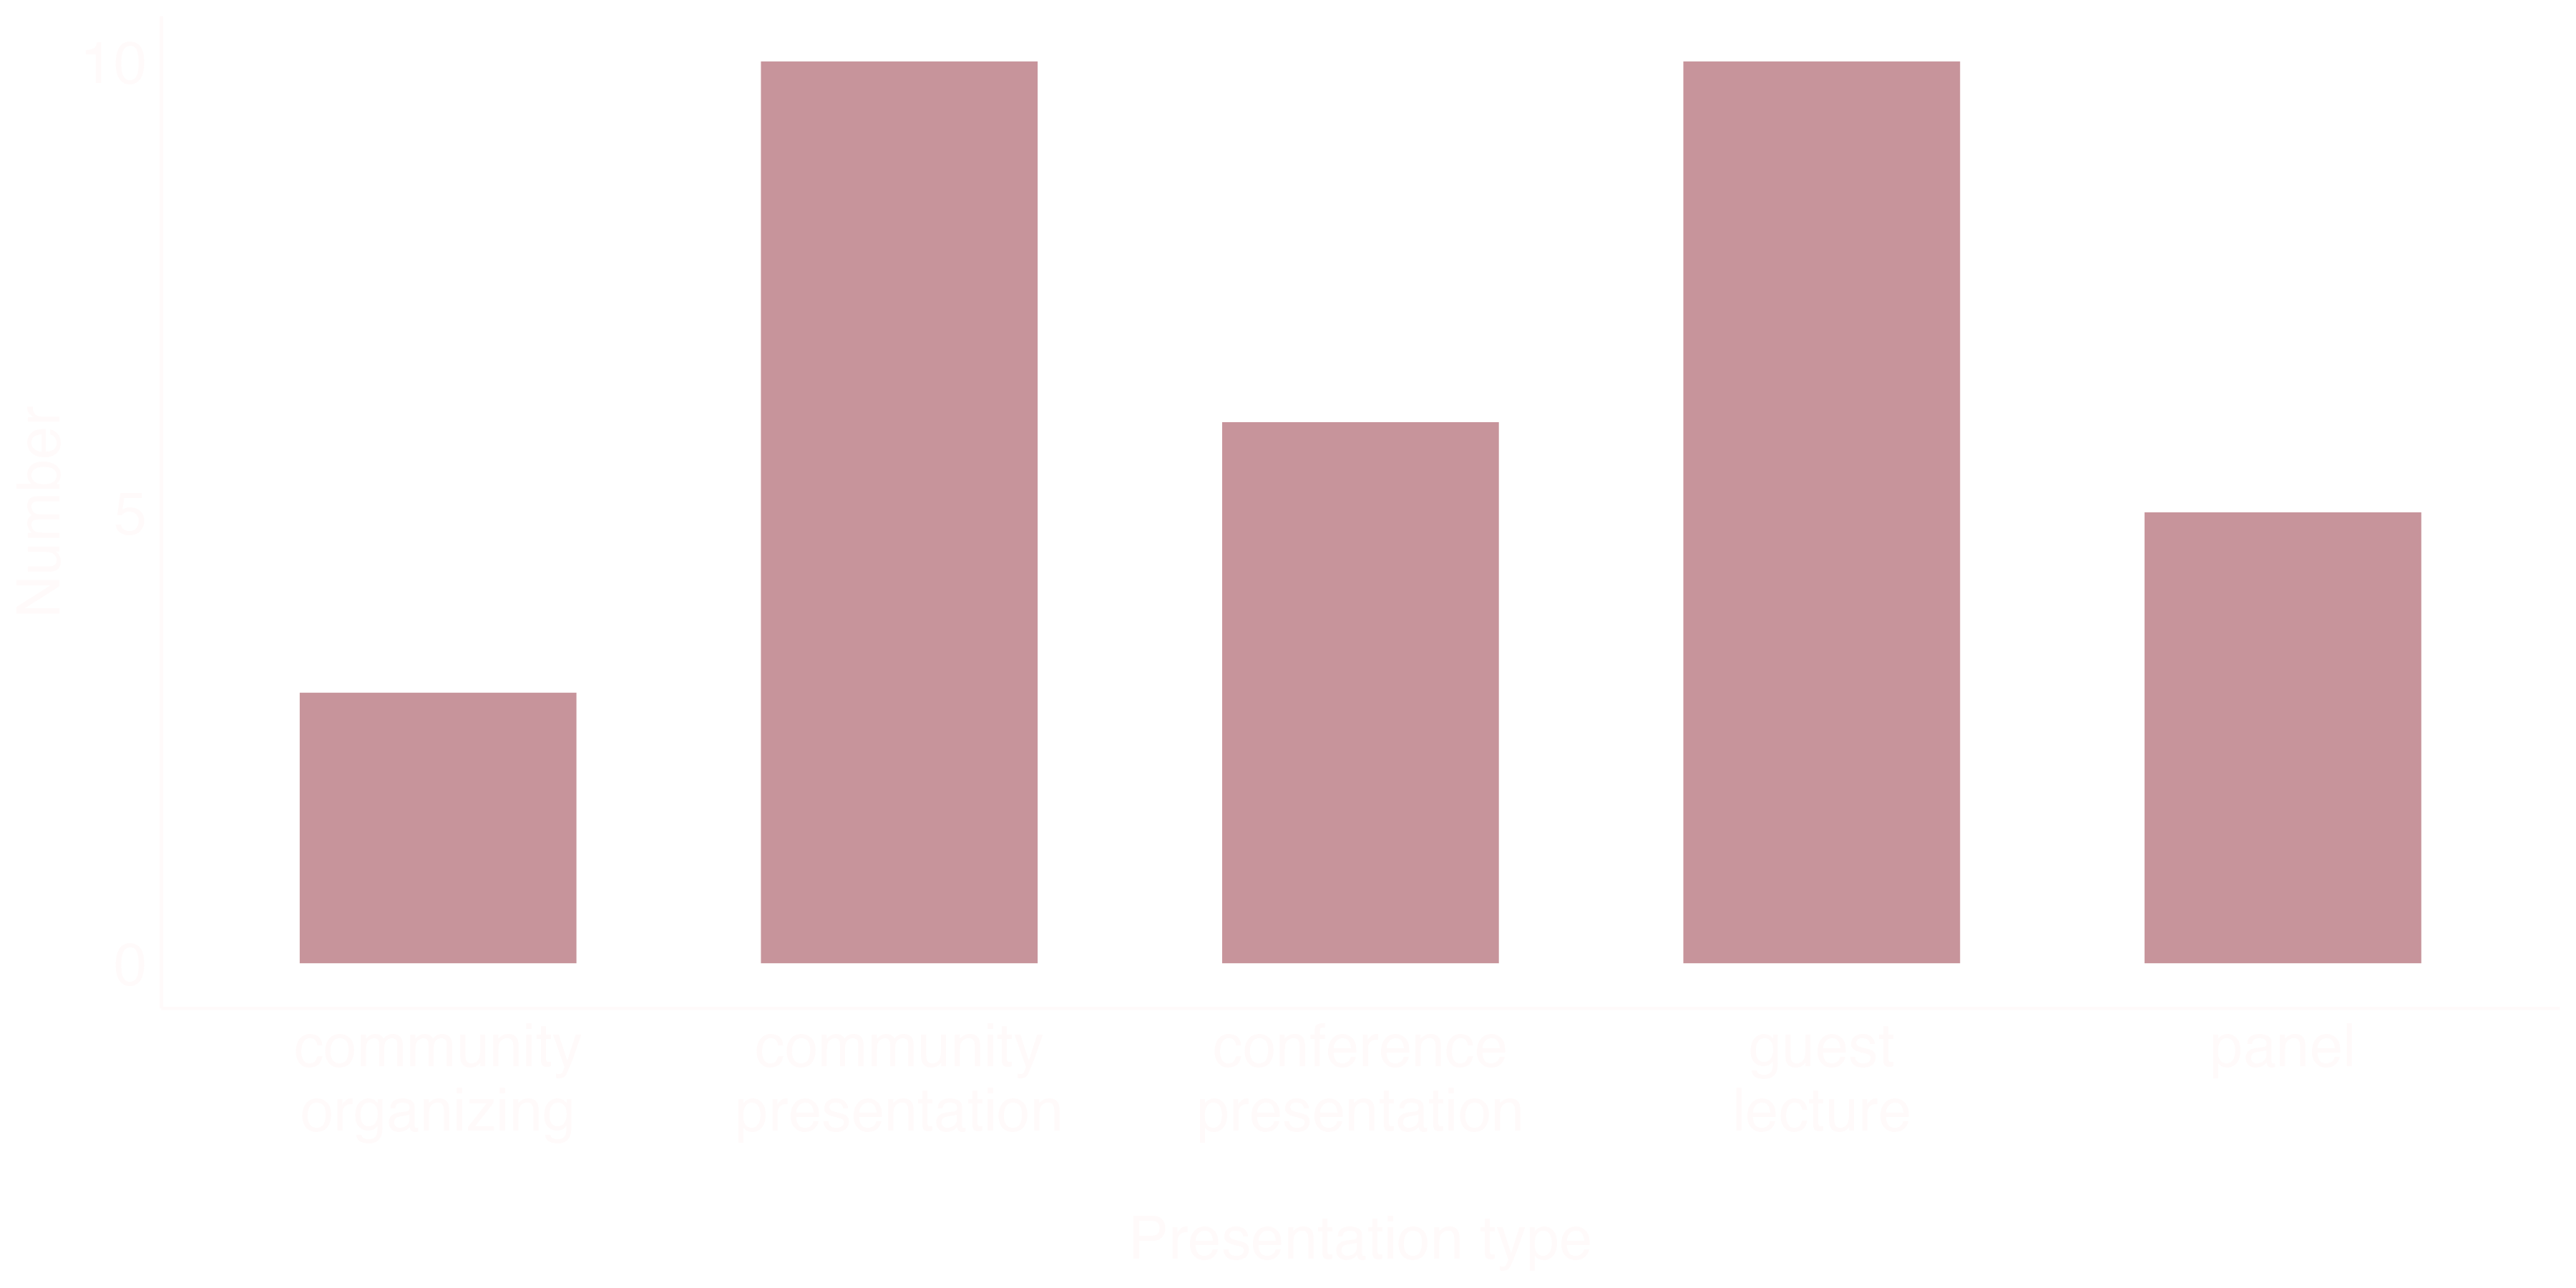 10
5
0
Number
community
organizing
community
presentation
conference
presentation
guest
lecture
panel
Presentation type